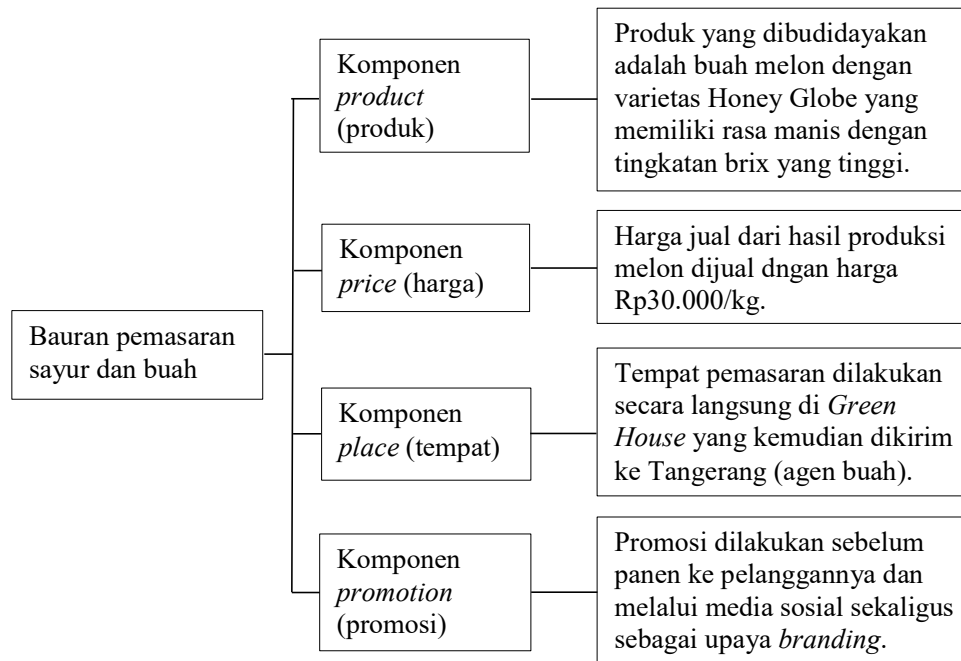 Bauran pemasaran
sayur dan buah
Komponen
product
(produk)
Produk yang dibudidayakan
adalah buah melon dengan
varietas Honey Globe yang
memiliki rasa manis dengan
tingkatan brix yang tinggi.
Komponen
price (harga)
Harga jual dari hasil produksi
melon dijual dngan harga
Rp30.000/kg.
Komponen
place (tempat)
Tempat pemasaran dilakukan
secara langsung di Green
House yang kemudian dikirim
ke Tangerang (agen buah).
Komponen
promotion
(promosi)
Promosi dilakukan sebelum
panen ke pelanggannya dan
melalui media sosial sekaligus
sebagai upaya branding.